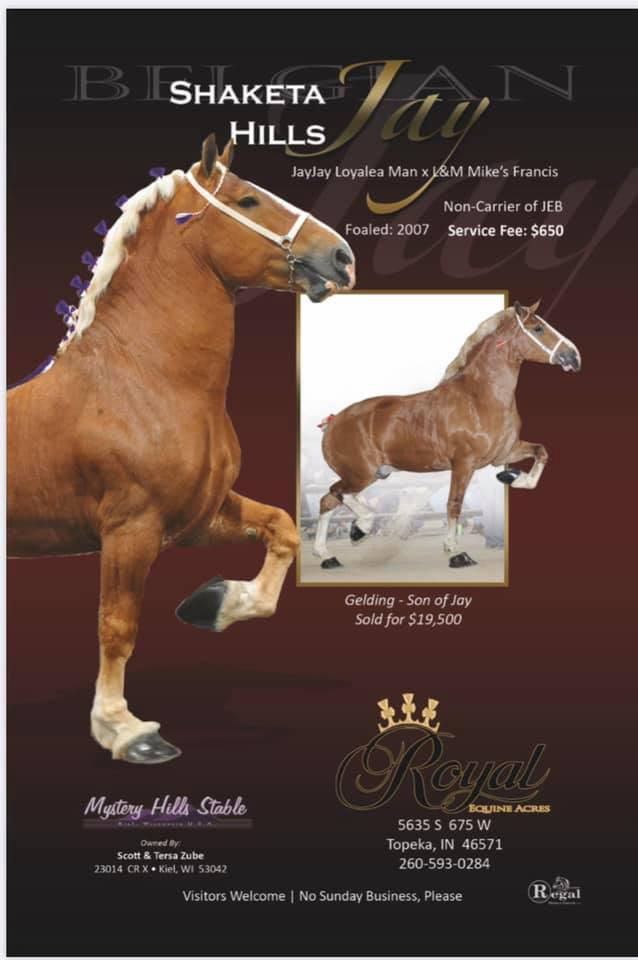 BELGIAN
SHAKETA
HILLS
Jay
JayJay Loyalea Man x L&M Mike's Francis
Non-Carrier of JEB
Foaled: 2007 Service Fee: $650
Gelding - Son of Jay
Sold for $19,500
Royal
EQUINE ACRES
5635 S 675 W
Topeka, IN 46571
260-593-0284
Mystery Hills Stable
Owned By:
Scott & Tersa Zube
23014 CR X • Kiel, WI 53042
Visitors Welcome | No Sunday Business, Please
Regal